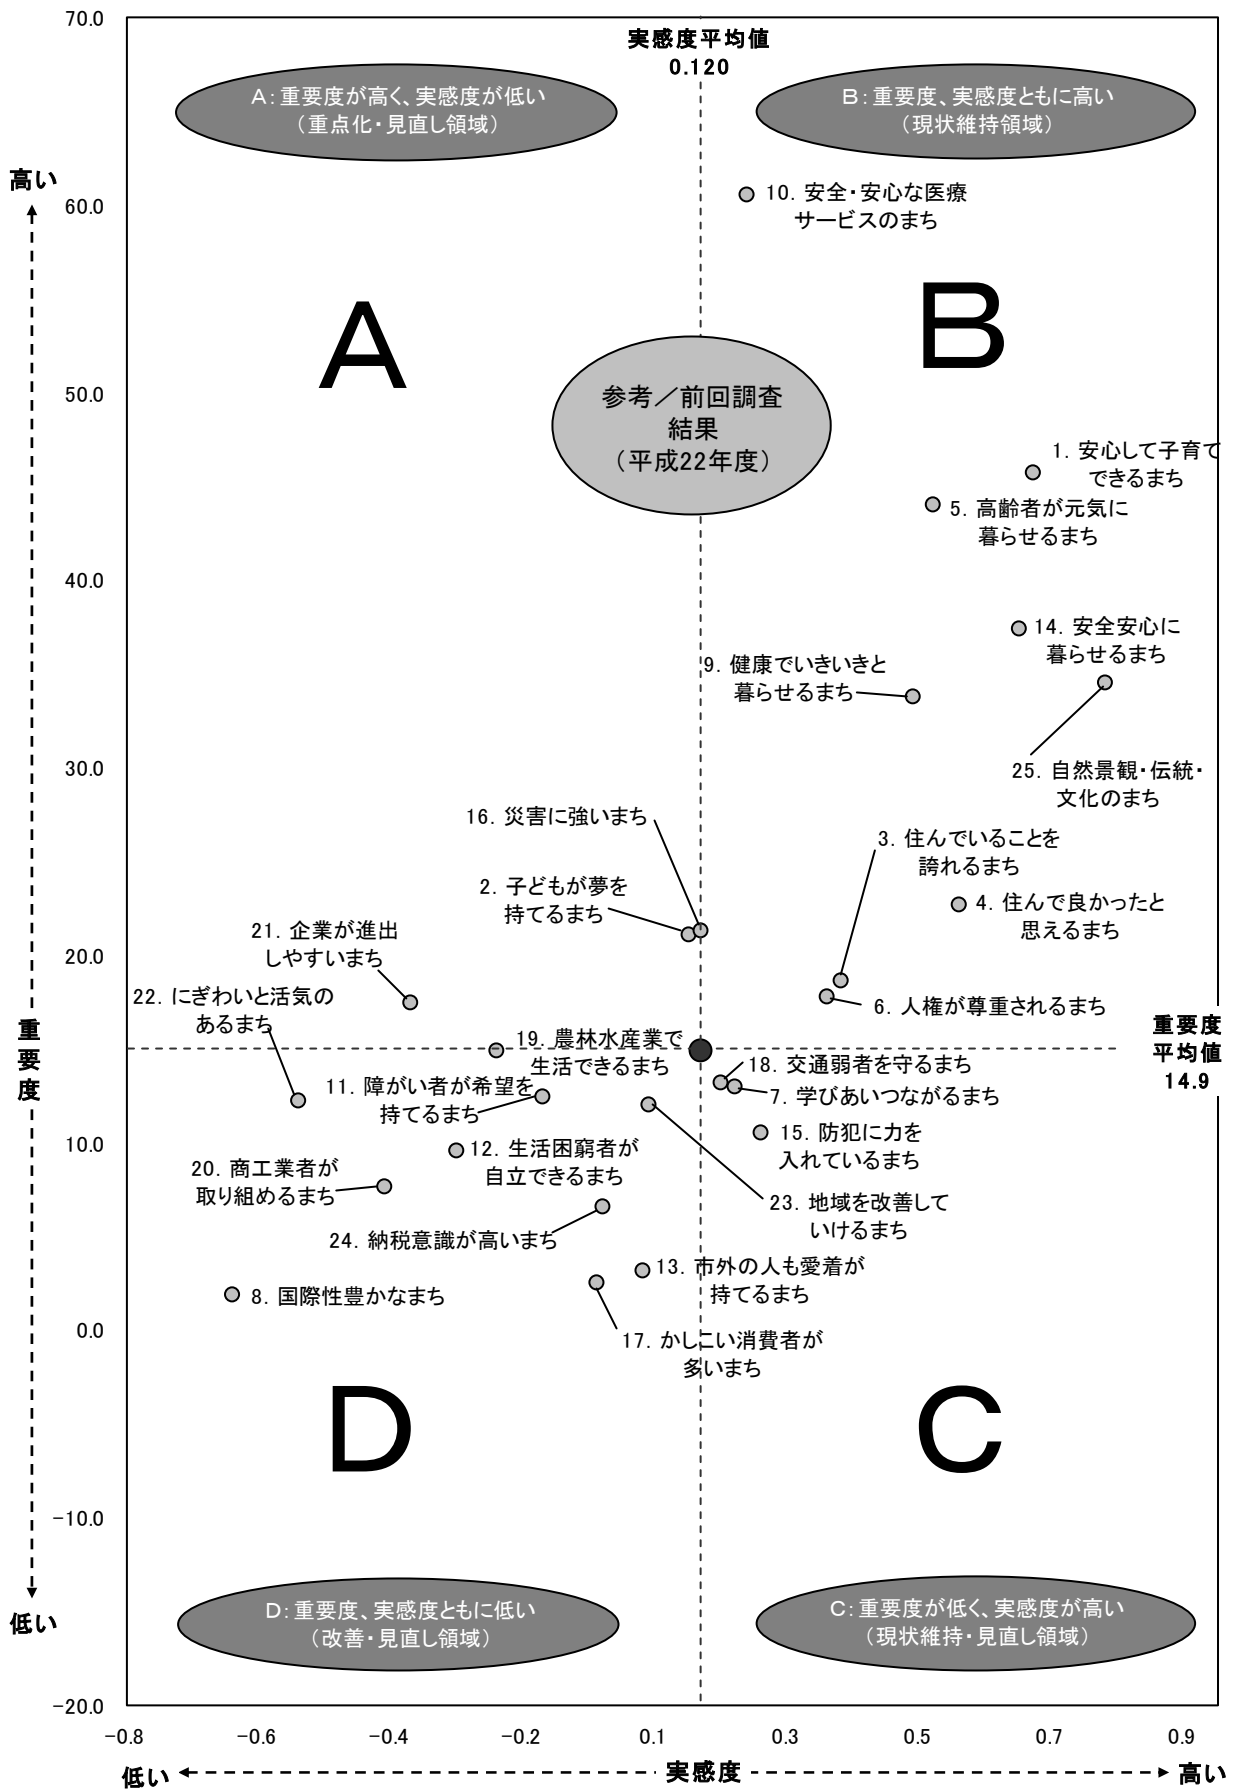 70.0
実感度平均値
0.120
A：重要度が高く、実感度が低い
（重点化・見直し領域）
B：重要度、実感度ともに高い
（現状維持領域）
高い
60.0
10．安全・安心な医療
サービスのまち
A
B
50.0
参考／前回調査
結果
（平成22年度）
1．安心して子育て
できるまち
5．高齢者が元気に
暮らせるまち
40.0
14．安全安心に
暮らせるまち
9．健康でいきいきと
暮らせるまち
30.0
25．自然景観・伝統・
文化のまち
16．災害に強いまち
3．住んでいることを
誇れるまち
2．子どもが夢を
持てるまち
4．住んで良かったと
思えるまち
21．企業が進出
しやすいまち
20.0
22．にぎわいと活気の
あるまち
6．人権が尊重されるまち
重要度
重要度
平均値
14.9
19．農林水産業で
生活できるまち
18．交通弱者を守るまち
11．障がい者が希望を
持てるまち
7．学びあいつながるまち
10.0
15．防犯に力を
入れているまち
12．生活困窮者が
自立できるまち
20．商工業者が
取り組めるまち
23．地域を改善して
いけるまち
24．納税意識が高いまち
13．市外の人も愛着が
持てるまち
8．国際性豊かなまち
0.0
17．かしこい消費者が
多いまち
D
C
-10.0
D：重要度、実感度ともに低い
（改善・見直し領域）
C：重要度が低く、実感度が高い
（現状維持・見直し領域）
低い
-20.0
-0.8
-0.6
-0.4
-0.2
0.1
0.3
0.5
0.7
0.9
低い
実感度
高い